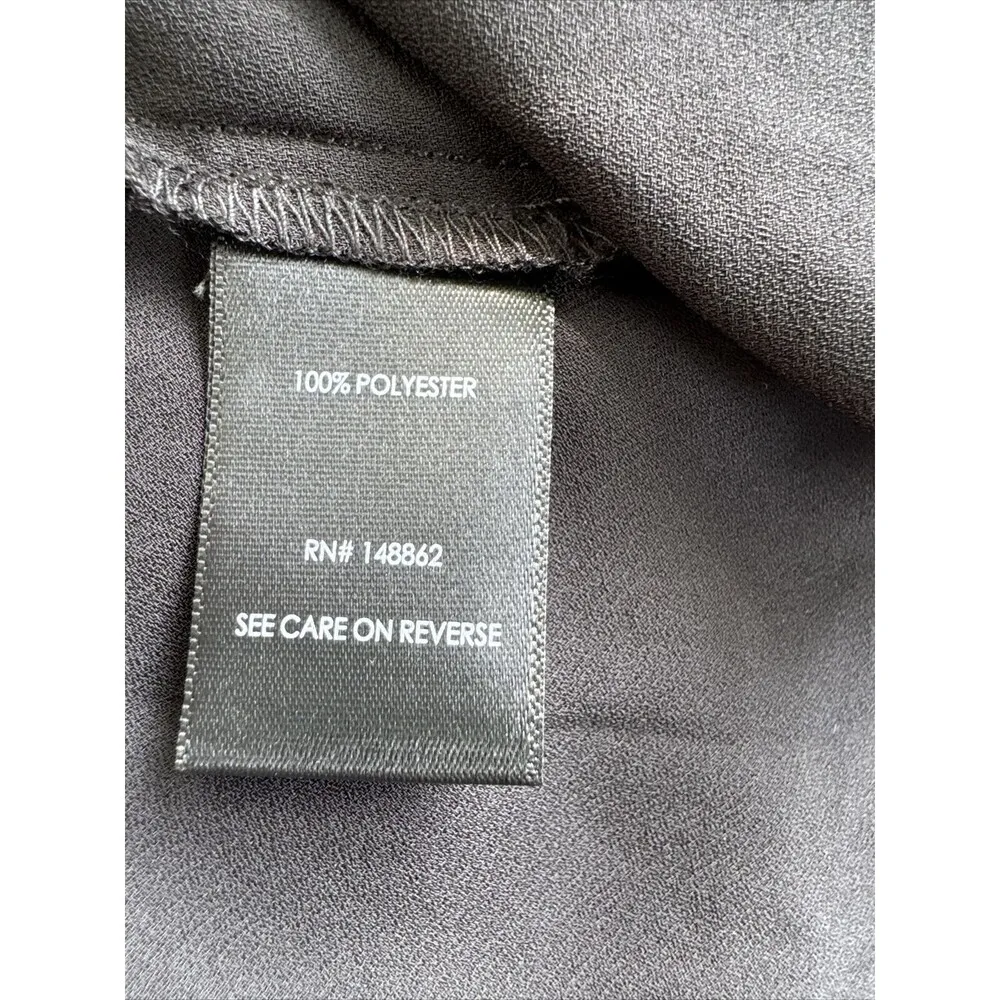 100% POLYESTER
RN# 148862
SEE CARE ON REVERSE